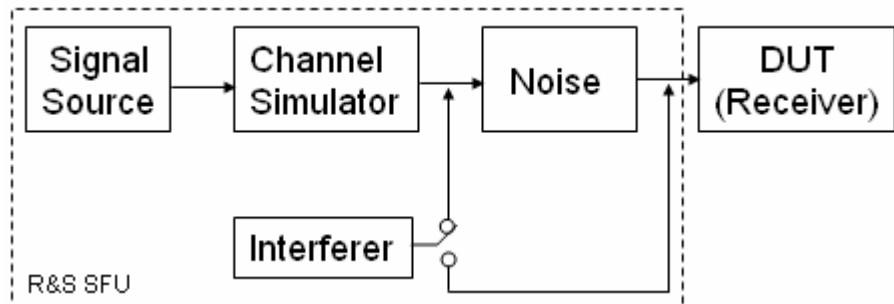 Signal
Source
Channel
Simulator
Noise
DUT
(Receiver)
Interferer
R&S SFU